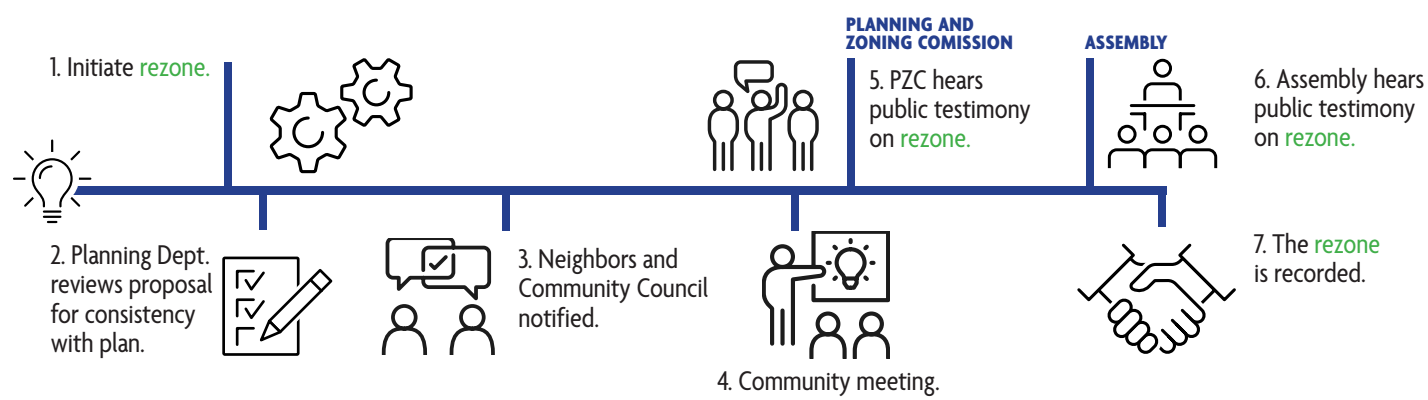 1. Initiate rezone.
2. Planning Dept.
reviews proposal
for consistency
with plan.
3. Neighbors and
Community Council
notified.
4. Community meeting.
PLANNING AND
ZONING COMISSION
5. PZC hears
public testimony
on rezone.
ASSEMBLY
6. Assembly hears
public testimony
on rezone.
7. The rezone
is recorded.